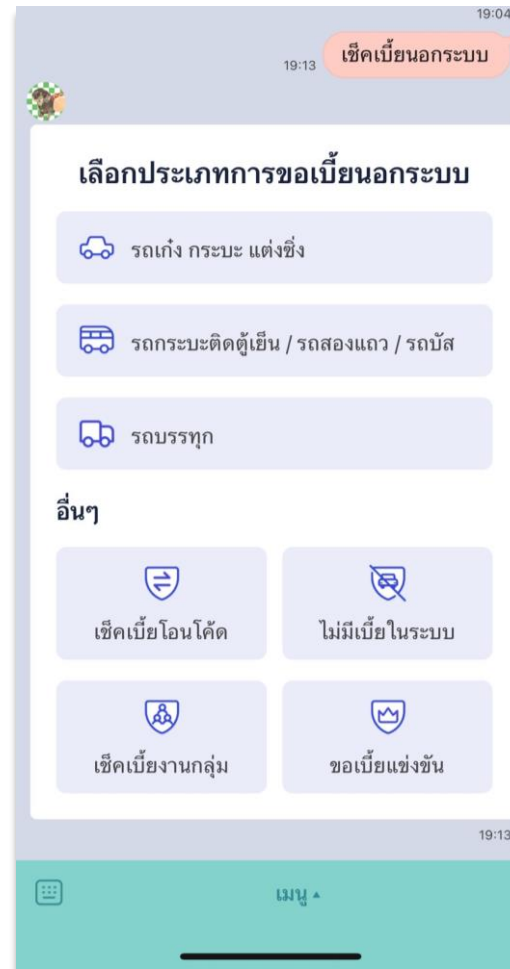 19:04
เช็คเบี้ยนอกระบบ
19:13
เลือกประเภทการขอเบี้ยนอกระบบ
รถเก๋ง กระบะ แต่งซิ่ง
รถกระบะติดตู้เย็น / รถสองแถว / รถบัส
รถบรรทุก
อื่นๆ
เช็คเบี้ยโอนโค้ด
ไม่มีเบี้ยในระบบ
เช็คเบี้ยงานกลุ่ม
ขอเบี้ยแข่งขัน
19:13
เมนู